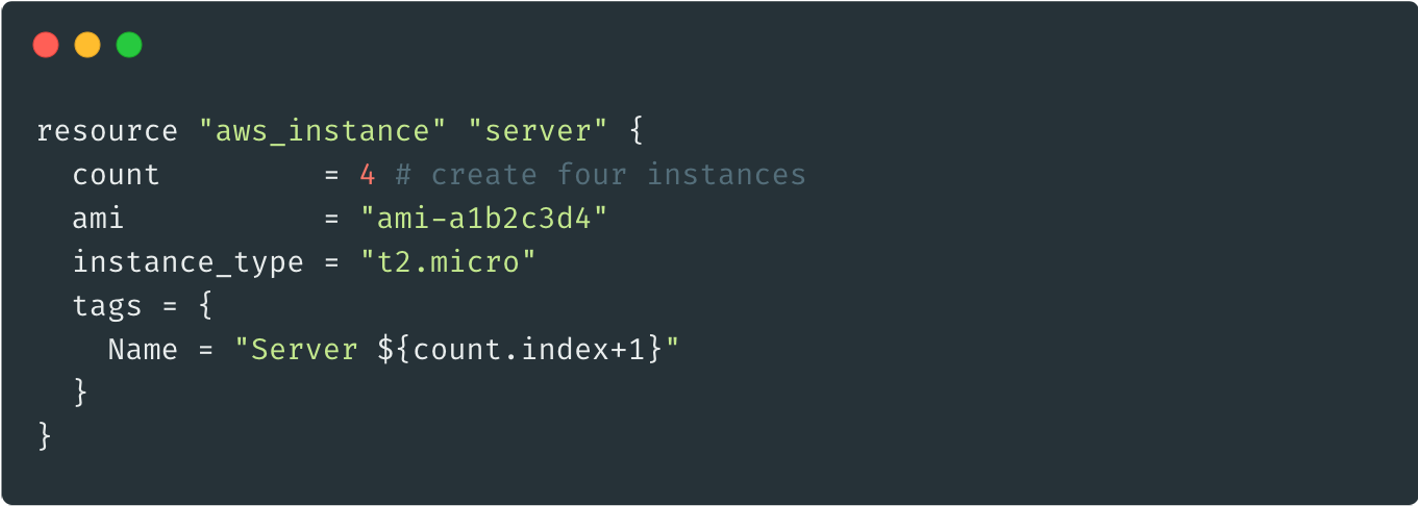 resource "aws_instance" "server" {
  count         = 4 # create four instances
  ami           = "ami-a1b2c3d4"
  instance_type = "t2.micro"
  tags = {
    Name = "Server ${count.index+1}"
  }
}